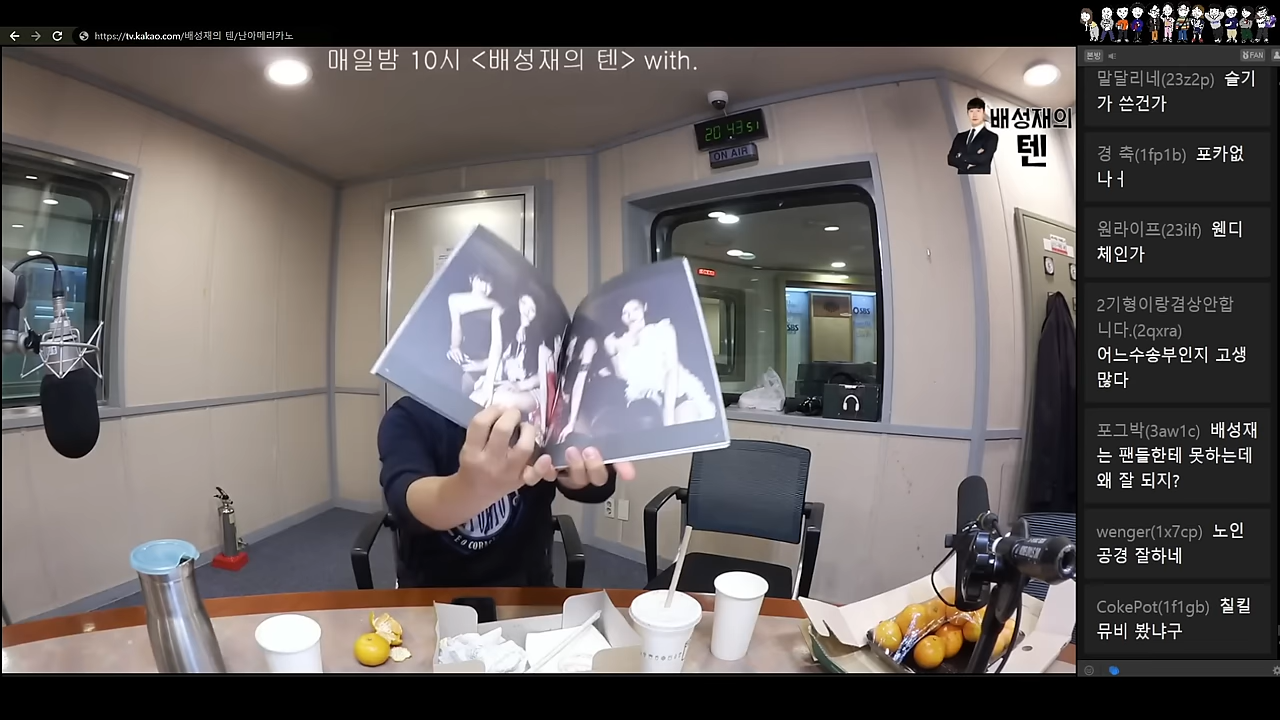 https://tv.kakao.com/배성재의 텐/난아메리카노
매일밤 10시 <배성재의 텐> with.
배성재의
텐
20 43 51
ON AIR
SBS
SBS
본방
FAN
말달리네(23z2p) 슬기
가 쓴건가
경 축(1fp1b) 포카없
나ㅓ
원라이프(23ilf) 웬디
체인가
2기형이랑겸상안합
니다.(2qxra)
어느수송부인지 고생
많다
포그박(3aw1c) 배성재
는 팬들한테 못하는데
왜 잘 되지?
wenger(1x7cp) 노인
공경 잘하네
CokePot(1f1gb) 칠킬
뮤비 봤냐구